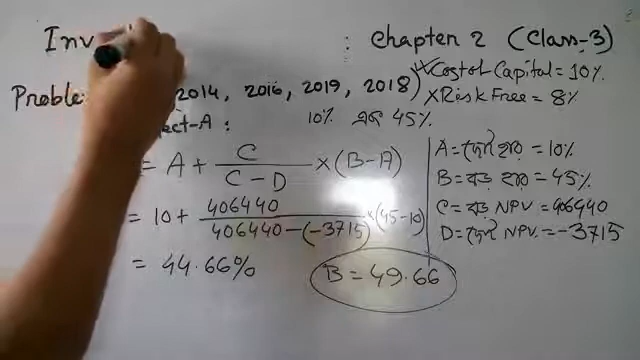 Inv : Chapter 2 (Class-3)
Proble 2014, 2016, 2019, 2018)
*Cost of Capital = 10%
×Risk Free = 8%
ect-A : 10% এবং 45%
= A + C / C - D × (B-A)
= 10 + 406440 / 406440-(-3715) × (45-10)
= 44.66%
B = 49.66
A = ছোট হার = 10%
B = বড় হার = 45%
C = বড় NPV = 406440
D = ছোট NPV = -3715